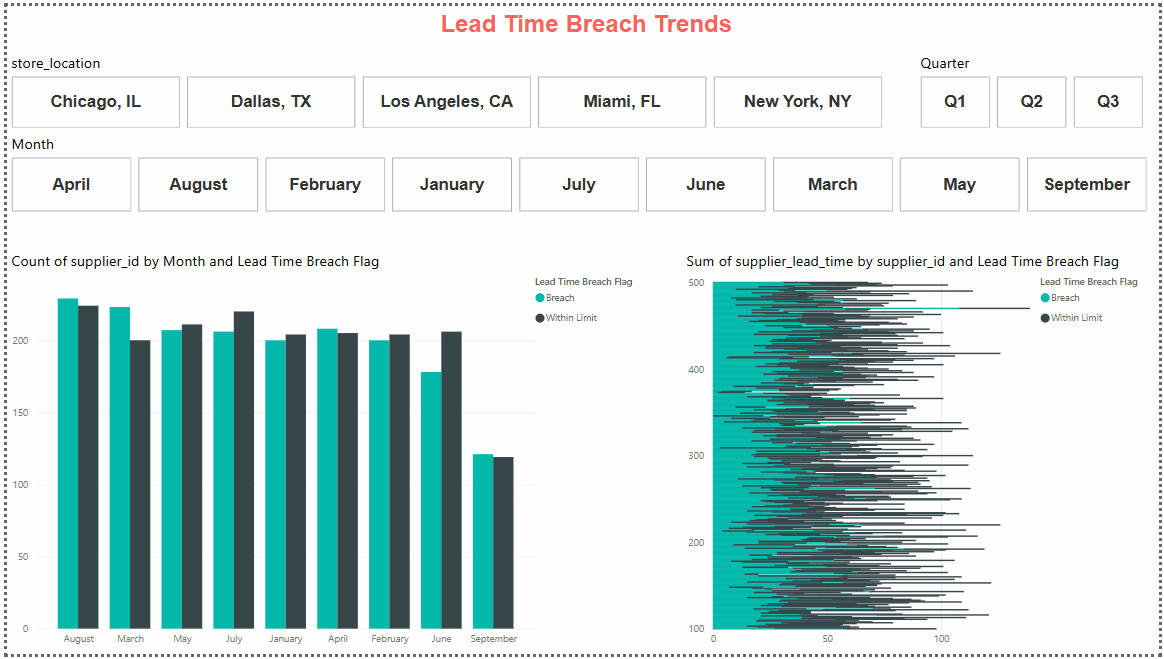 Lead Time Breach Trends
store_location
Quarter
Chicago, IL
Dallas, TX
Los Angeles, CA
Miami, FL
New York, NY
Q1
Q2
Q3
Month
April
August
February
January
July
June
March
May
September
Count of supplier_id by Month and Lead Time Breach Flag
Lead Time Breach Flag
Breach
Within Limit
200
150
100
50
0
August
March
May
July
January
April
February
June
September
Sum of supplier_lead_time by supplier_id and Lead Time Breach Flag
Lead Time Breach Flag
Breach
Within Limit
500
400
300
200
100
0
50
100